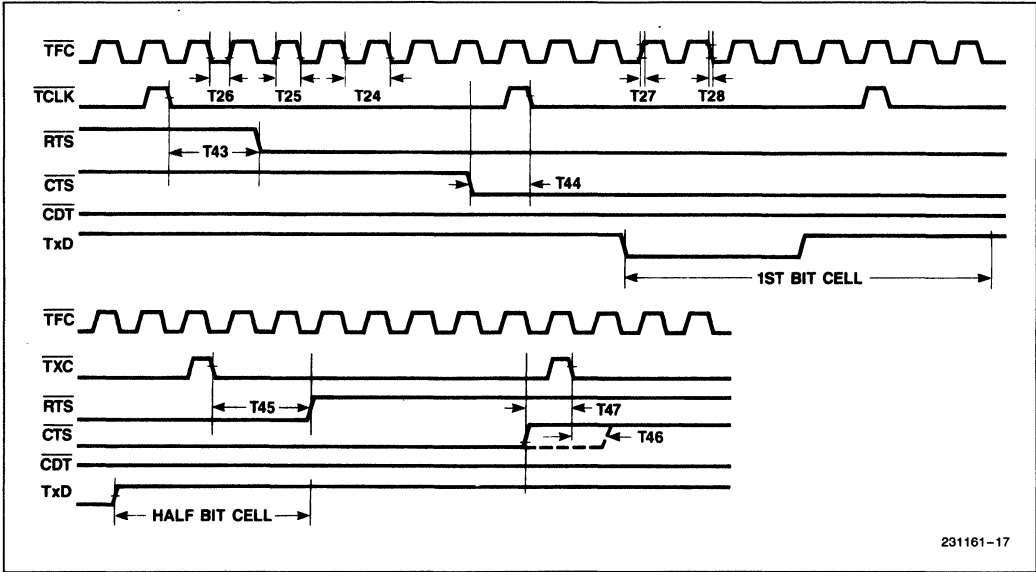 TFC
T26 T25 T24 T27 T28
TCLK
RTS
T43
CTS
T44
CDT
TxD
1ST BIT CELL
TFC
TXC
RTS
T45
T47
CTS
T46
CDT
TxD
HALF BIT CELL
231161–17